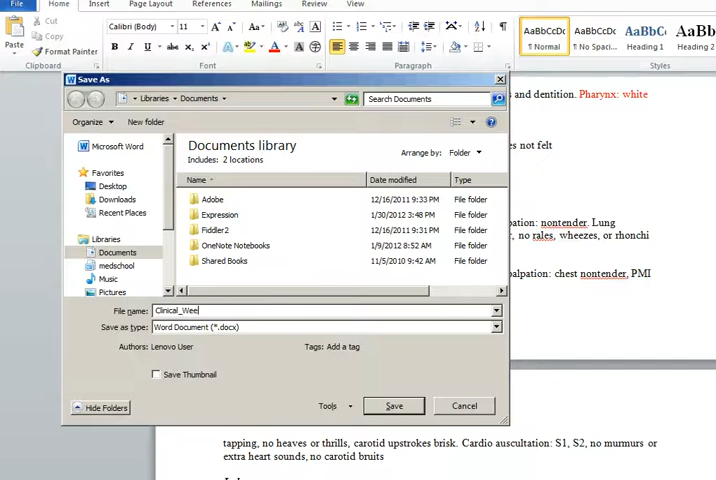 File
Home
Insert
Page Layout
References
Mailings
Review
View
Paste
Cut
Copy
Format Painter
Clipboard
Calibri (Body)
11
B I U abc
Font
Paragraph
AaBbCcDc
¶ Normal
AaBbCcDc
¶ No Spaci...
AaBbCc
Heading 1
AaBbCc
Heading 2
AaB
Styles
s and dentition. Pharynx: white
es not felt
pation: nontender. Lung
r, no rales, wheezes, or rhonchi
alpation: chest nontender, PMI
tapping, no heaves or thrills, carotid upstrokes brisk. Cardio auscultation: S1, S2, no murmurs or
extra heart sounds, no carotid bruits
Save As
Libraries
Documents
Search Documents
Organize
New folder
Microsoft Word
Favorites
Desktop
Downloads
Recent Places
Libraries
Documents
medschool
Music
Pictures
Documents library
Includes: 2 locations
Arrange by: Folder
Name
Date modified
Type
Adobe 12/16/2011 9:33 PM File folder
Expression 1/30/2012 3:48 PM File folder
Fiddler2 12/16/2011 9:31 PM File folder
OneNote Notebooks 1/9/2012 8:52 AM File folder
Shared Books 11/5/2010 9:42 AM File folder
File name: Clinical_Wee
Save as type: Word Document (*.docx)
Authors: Lenovo User
Tags: Add a tag
Save Thumbnail
Hide Folders
Tools
Save
Cancel